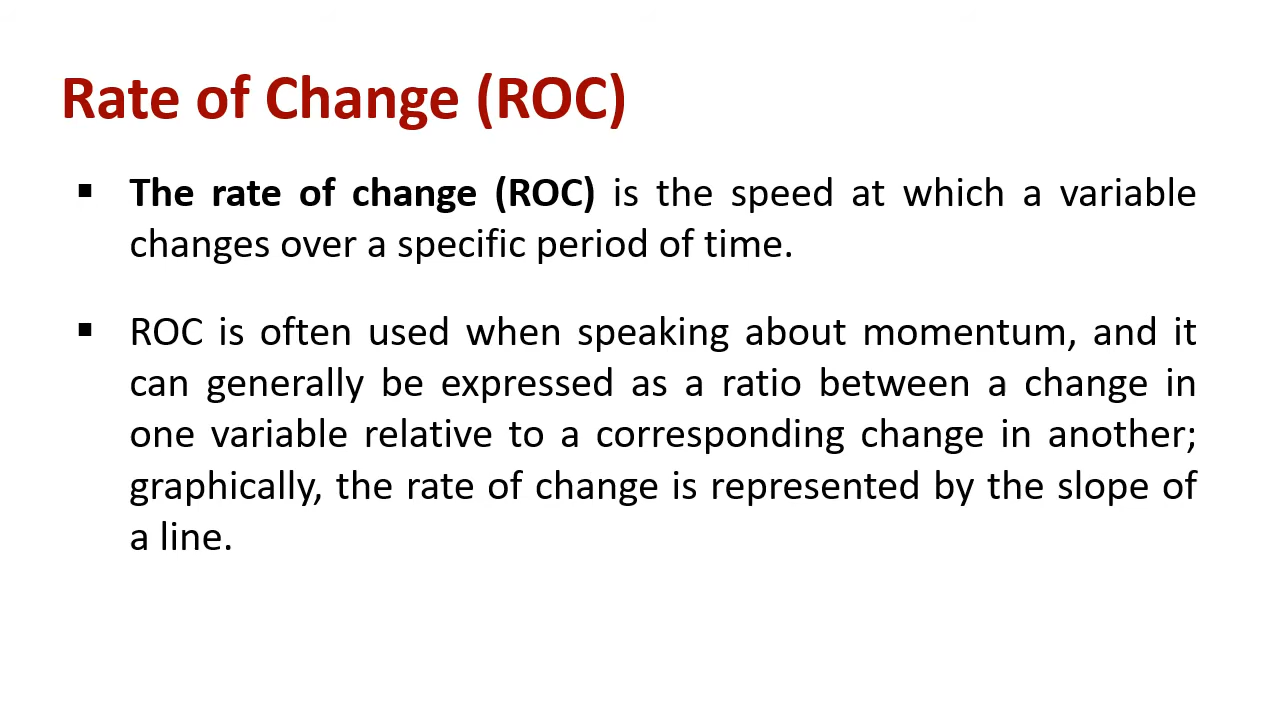 Rate of Change (ROC)
▪ The rate of change (ROC) is the speed at which a variable
changes over a specific period of time.
▪ ROC is often used when speaking about momentum, and it
can generally be expressed as a ratio between a change in
one variable relative to a corresponding change in another;
graphically, the rate of change is represented by the slope of
a line.